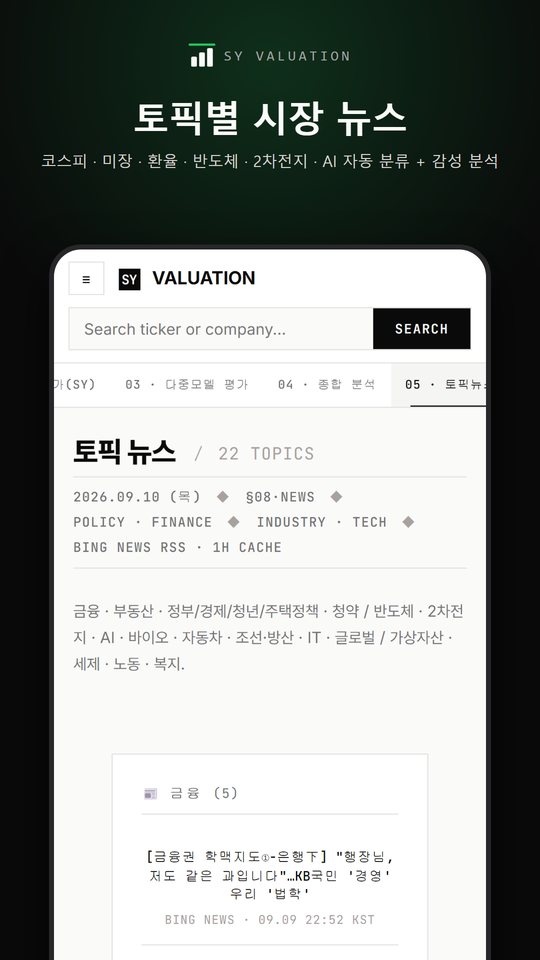 SY VALUATION
토픽별 시장 뉴스
코스피 · 미장 · 환율 · 반도체 · 2차전지 · AI 자동 분류 + 감성 분석
≡ SY VALUATION
Search ticker or company... SEARCH
가(SY) 03 · 다중모델 평가 04 · 종합 분석 05 · 토픽뉴
토픽 뉴스 / 22 TOPICS
2026.09.10 (목) ◆ §08·NEWS ◆
POLICY · FINANCE ◆ INDUSTRY · TECH ◆
BING NEWS RSS · 1H CACHE
금융 · 부동산 · 정부/경제/청년/주택정책 · 청약 / 반도체 · 2차전
지 · AI · 바이오 · 자동차 · 조선·방산 · IT · 글로벌 / 가상자산 ·
세제 · 노동 · 복지.
금융 (5)
[금융권 학맥지도①-은행下] "행장님,
저도 같은 과입니다"…KB국민 '경영'
우리 '법학'
BING NEWS · 09.09 22:52 KST